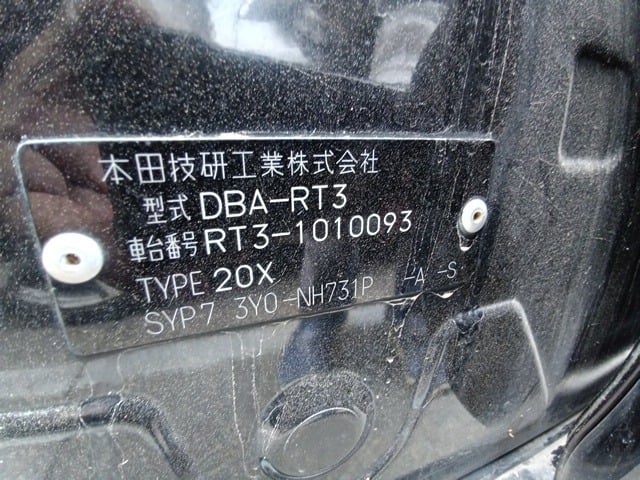 本田技研工業株式会社
型式 DBA-RT3
車台番号 RT3-1010093
TYPE 20X
SYP7 3Y0-NH731P -A -S